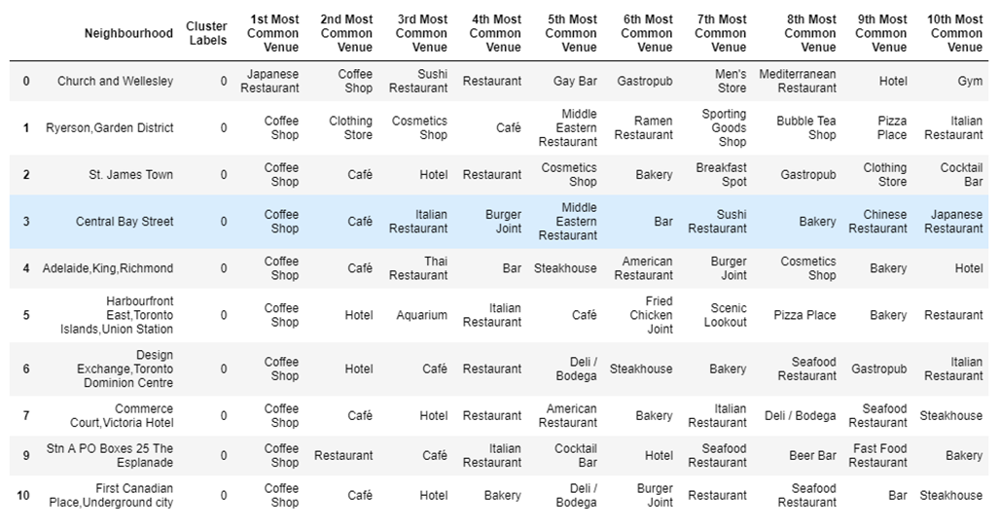 Neighbourhood Cluster Labels 1st Most Common Venue 2nd Most Common Venue 3rd Most Common Venue 4th Most Common Venue 5th Most Common Venue 6th Most Common Venue 7th Most Common Venue 8th Most Common Venue 9th Most Common Venue 10th Most Common Venue
0 Church and Wellesley 0 Japanese Restaurant Coffee Shop Sushi Restaurant Restaurant Gay Bar Gastropub Men's Store Mediterranean Restaurant Hotel Gym
1 Ryerson,Garden District 0 Coffee Shop Clothing Store Cosmetics Shop Café Middle Eastern Restaurant Ramen Restaurant Sporting Goods Shop Bubble Tea Shop Pizza Place Italian Restaurant
2 St. James Town 0 Coffee Shop Café Hotel Restaurant Cosmetics Shop Bakery Breakfast Spot Gastropub Clothing Store Cocktail Bar
3 Central Bay Street 0 Coffee Shop Café Italian Restaurant Burger Joint Middle Eastern Restaurant Bar Sushi Restaurant Bakery Chinese Restaurant Japanese Restaurant
4 Adelaide,King,Richmond 0 Coffee Shop Café Thai Restaurant Bar Steakhouse American Restaurant Burger Joint Cosmetics Shop Bakery Hotel
5 Harbourfront East,Toronto Islands,Union Station 0 Coffee Shop Hotel Aquarium Italian Restaurant Café Fried Chicken Joint Scenic Lookout Pizza Place Bakery Restaurant
6 Design Exchange,Toronto Dominion Centre 0 Coffee Shop Hotel Café Restaurant Deli / Bodega Steakhouse Bakery Seafood Restaurant Gastropub Italian Restaurant
7 Commerce Court,Victoria Hotel 0 Coffee Shop Café Hotel Restaurant American Restaurant Bakery Italian Restaurant Deli / Bodega Seafood Restaurant Steakhouse
9 Stn A PO Boxes 25 The Esplanade 0 Coffee Shop Restaurant Café Italian Restaurant Cocktail Bar Hotel Seafood Restaurant Beer Bar Fast Food Restaurant Bakery
10 First Canadian Place,Underground city 0 Coffee Shop Café Hotel Bakery Deli / Bodega Burger Joint Restaurant Seafood Restaurant Bar Steakhouse